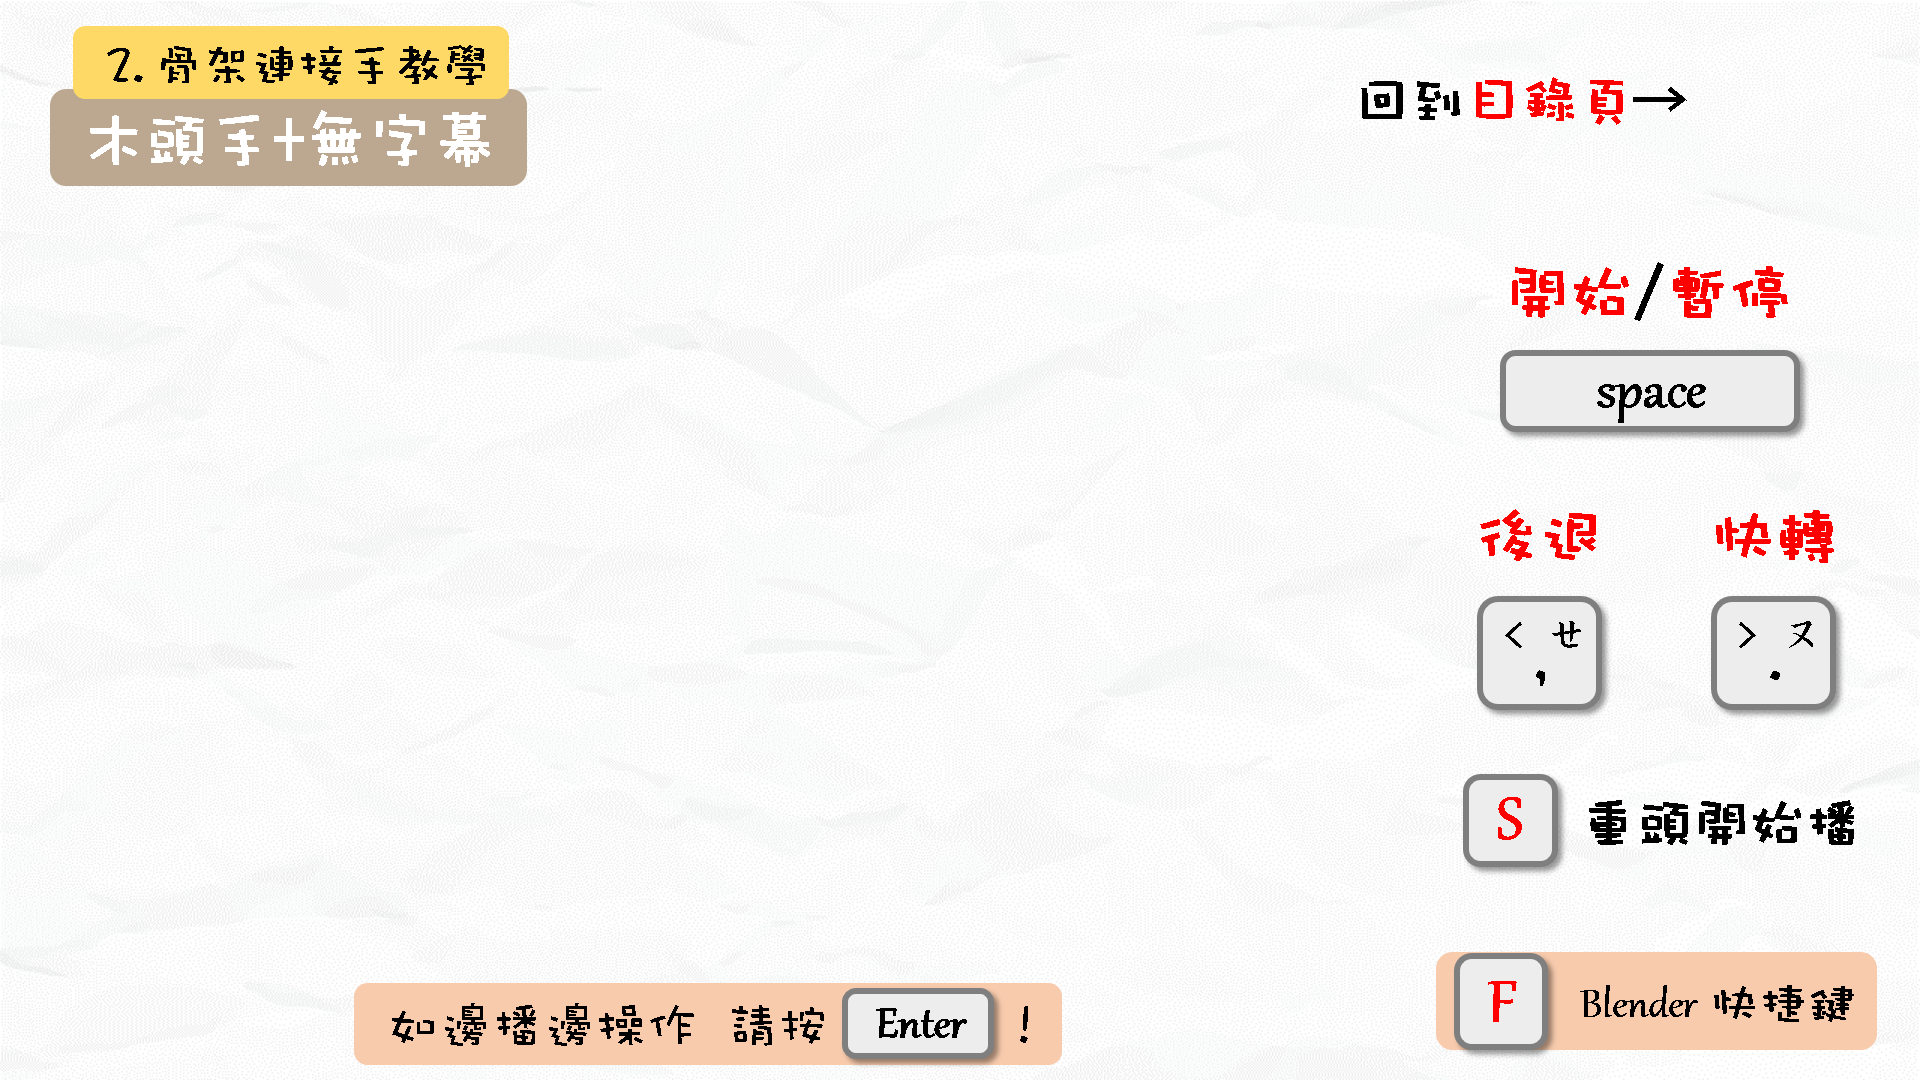 2. 骨架連接手教學
木頭手+無字幕
回到目錄頁→
開始/暫停
space
後退 快轉
< ㄝ , > ㄡ .
S 重頭開始播
F Blender 快捷鍵
如邊播邊操作 請按 Enter !